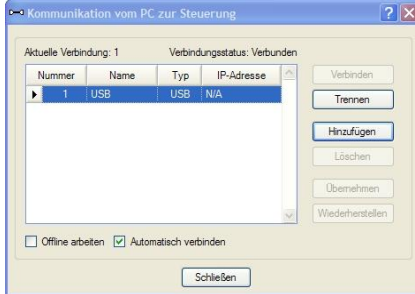 Kommunikation vom PC zur Steuerung
Aktuelle Verbindung: 1 Verbindungsstatus: Verbunden
Nummer Name Typ IP-Adresse
1 USB USB N/A
Verbinden
Trennen
Hinzufügen
Löschen
Übernehmen
Wiederherstellen
Offline arbeiten Automatisch verbinden
Schließen